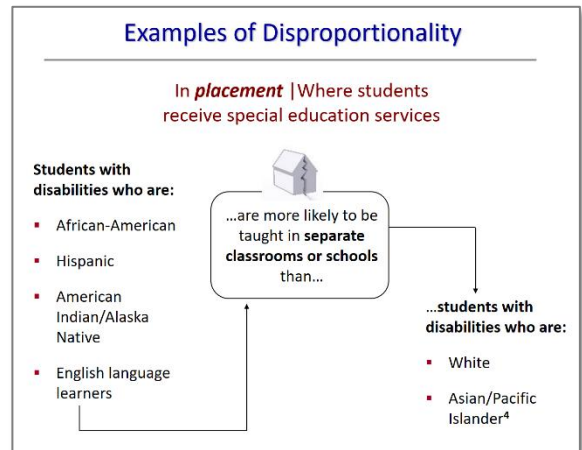 Examples of Disproportionality
In placement |Where students
receive special education services
Students with
disabilities who are:
▪ African-American
▪ Hispanic
▪ American
Indian/Alaska
Native
▪ English language
learners
...are more likely to be
taught in separate
classrooms or schools
than...
...students with
disabilities who are:
▪ White
▪ Asian/Pacific
Islander⁴